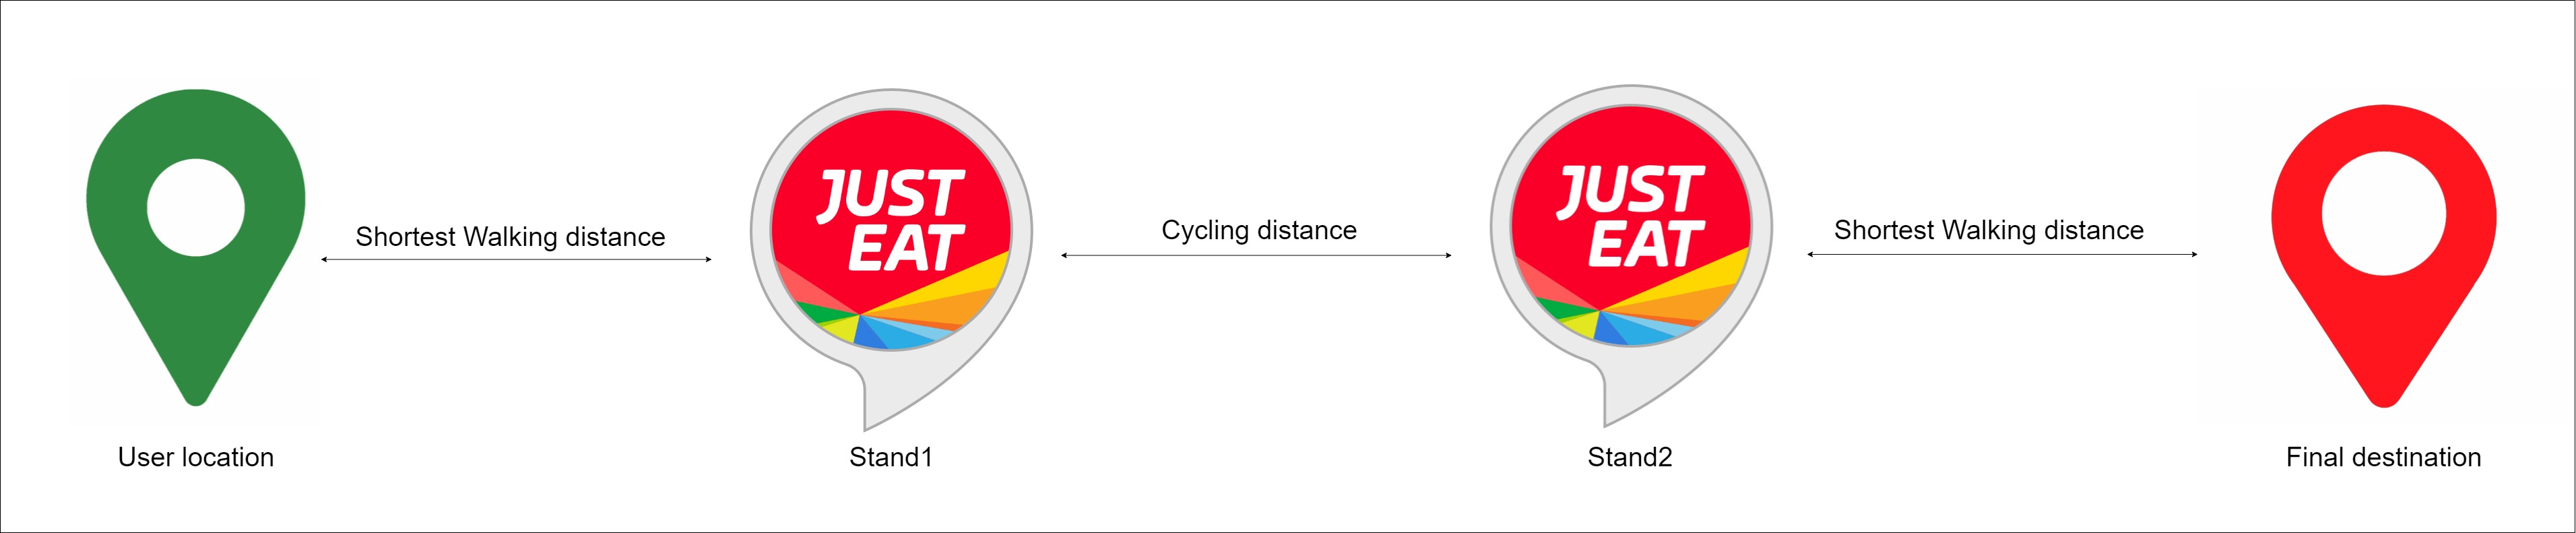 Shortest Walking distance
JUST
EAT
Cycling distance
JUST
EAT
Shortest Walking distance
User location
Stand1
Stand2
Final destination